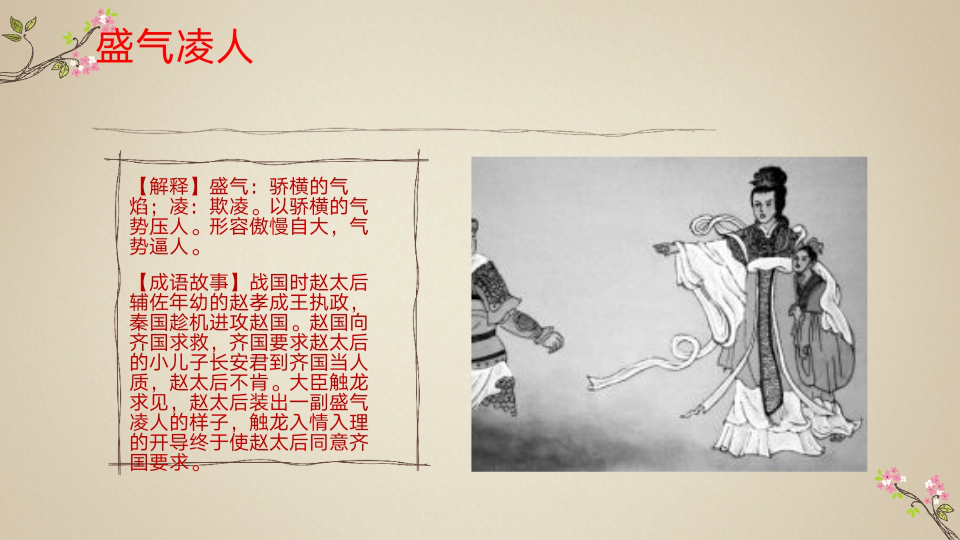 盛气凌人
【解释】盛气：骄横的气
焰；凌：欺凌。以骄横的气
势压人。形容傲慢自大，气
势逼人。
【成语故事】战国时赵太后
辅佐年幼的赵孝成王执政，
秦国趁机进攻赵国。赵国向
齐国求救，齐国要求赵太后
的小儿子长安君到齐国当人
质，赵太后不肯。大臣触龙
求见，赵太后装出一副盛气
凌人的样子，触龙入情入理
的开导终于使赵太后同意齐
国要求。